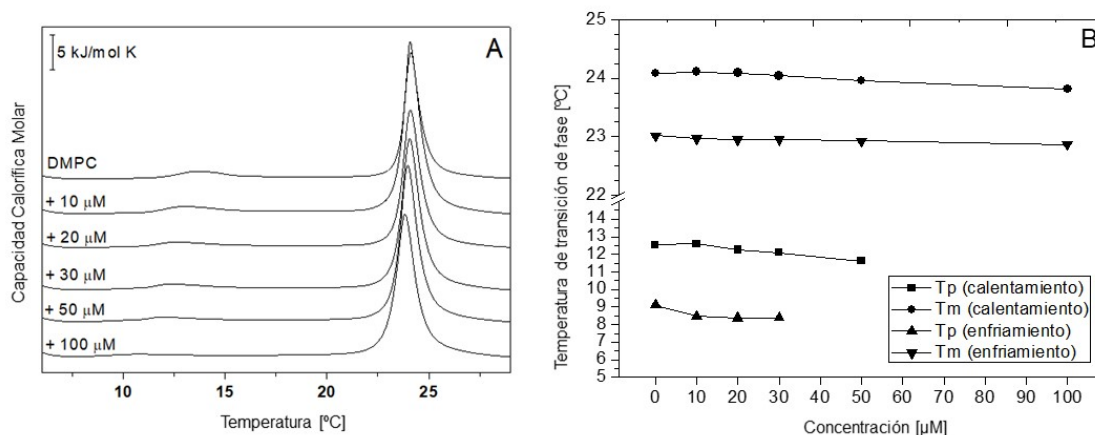 A
5 kJ/mol K
Capacidad Calorífica Molar
DMPC
+ 10 µM
+ 20 µM
+ 30 µM
+ 50 µM
+ 100 µM
10 15 20 25
Temperatura [ºC]
B
Temperatura de transición de fase [ºC]
25
24
23
22
14
13
12
11
10
9
8
7
6
5
Tp (calentamiento)
Tm (calentamiento)
Tp (enfriamiento)
Tm (enfriamiento)
0 10 20 30 40 50 60 70 80 90 100
Concentración [µM]